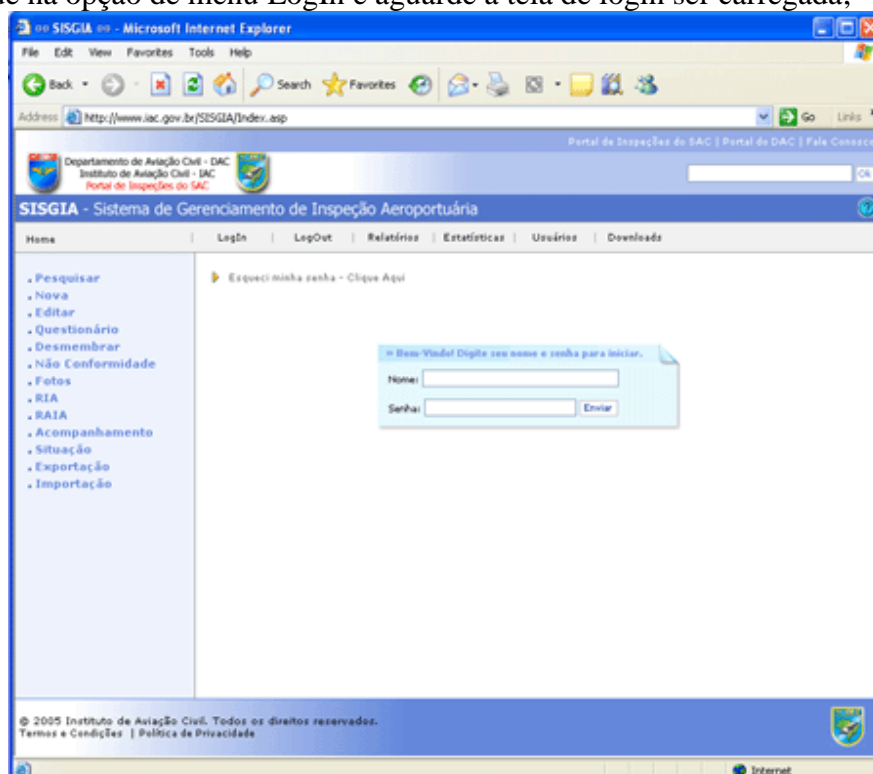 de na opção de menu LogIn e aguarde a tela de login ser carregada;
SISGIA - Microsoft Internet Explorer
File Edit View Favorites Tools Help
Back Search Favorites
Address http://www.iac.gov.br/SISGIA/Index.asp Go Links
Portal de Inspeções do SAC | Portal do DAC | Fale Conosco
Departamento de Aviação Civil - DAC
Instituto de Aviação Civil - IAC
Portal de Inspeções do SAC
Ok
SISGIA - Sistema de Gerenciamento de Inspeção Aeroportuária
Home | LogIn | LogOut | Relatórios | Estatísticas | Usuários | Downloads
Pesquisar
Nova
Editar
Questionário
Desmembrar
Não Conformidade
Fotos
RIA
RAIA
Acompanhamento
Situação
Exportação
Importação
Esqueci minha senha - Clique Aqui
» Bem-Vindo! Digite seu nome e senha para iniciar.
Nome:
Senha: Enviar
© 2005 Instituto de Aviação Civil. Todos os direitos reservados.
Termos e Condições | Política de Privacidade
Internet